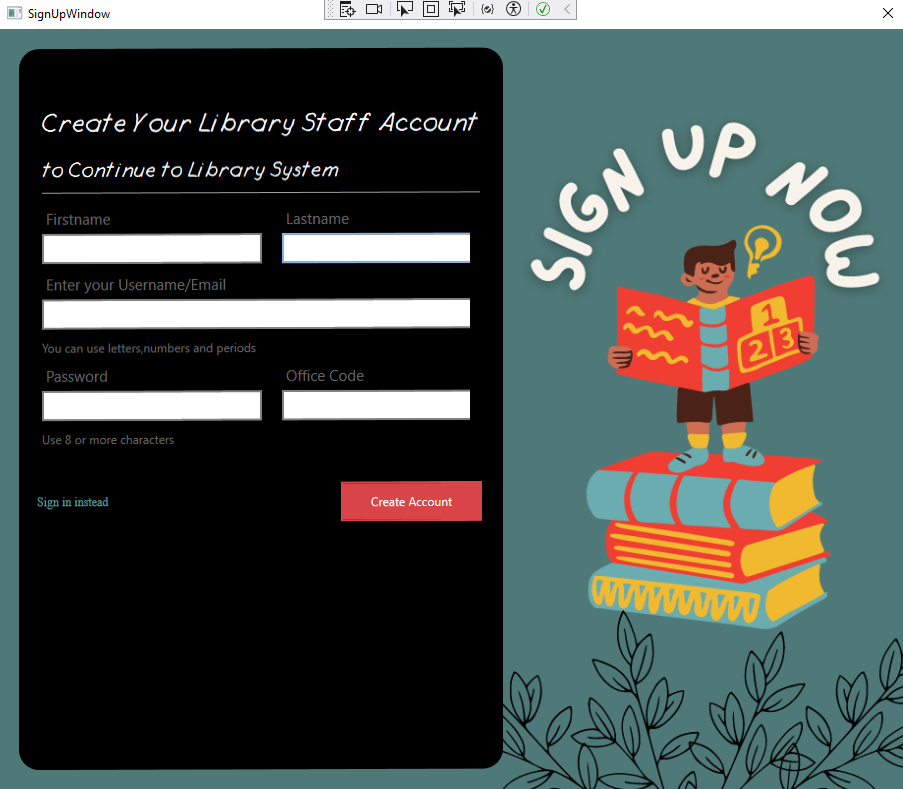 SignUpWindow
Create Your Library Staff Account
to Continue to Library System
Firstname
Lastname
Enter your Username/Email
You can use letters,numbers and periods
Password
Office Code
Use 8 or more characters
Sign in instead
Create Account
SIGN UP NOW
1
2 3